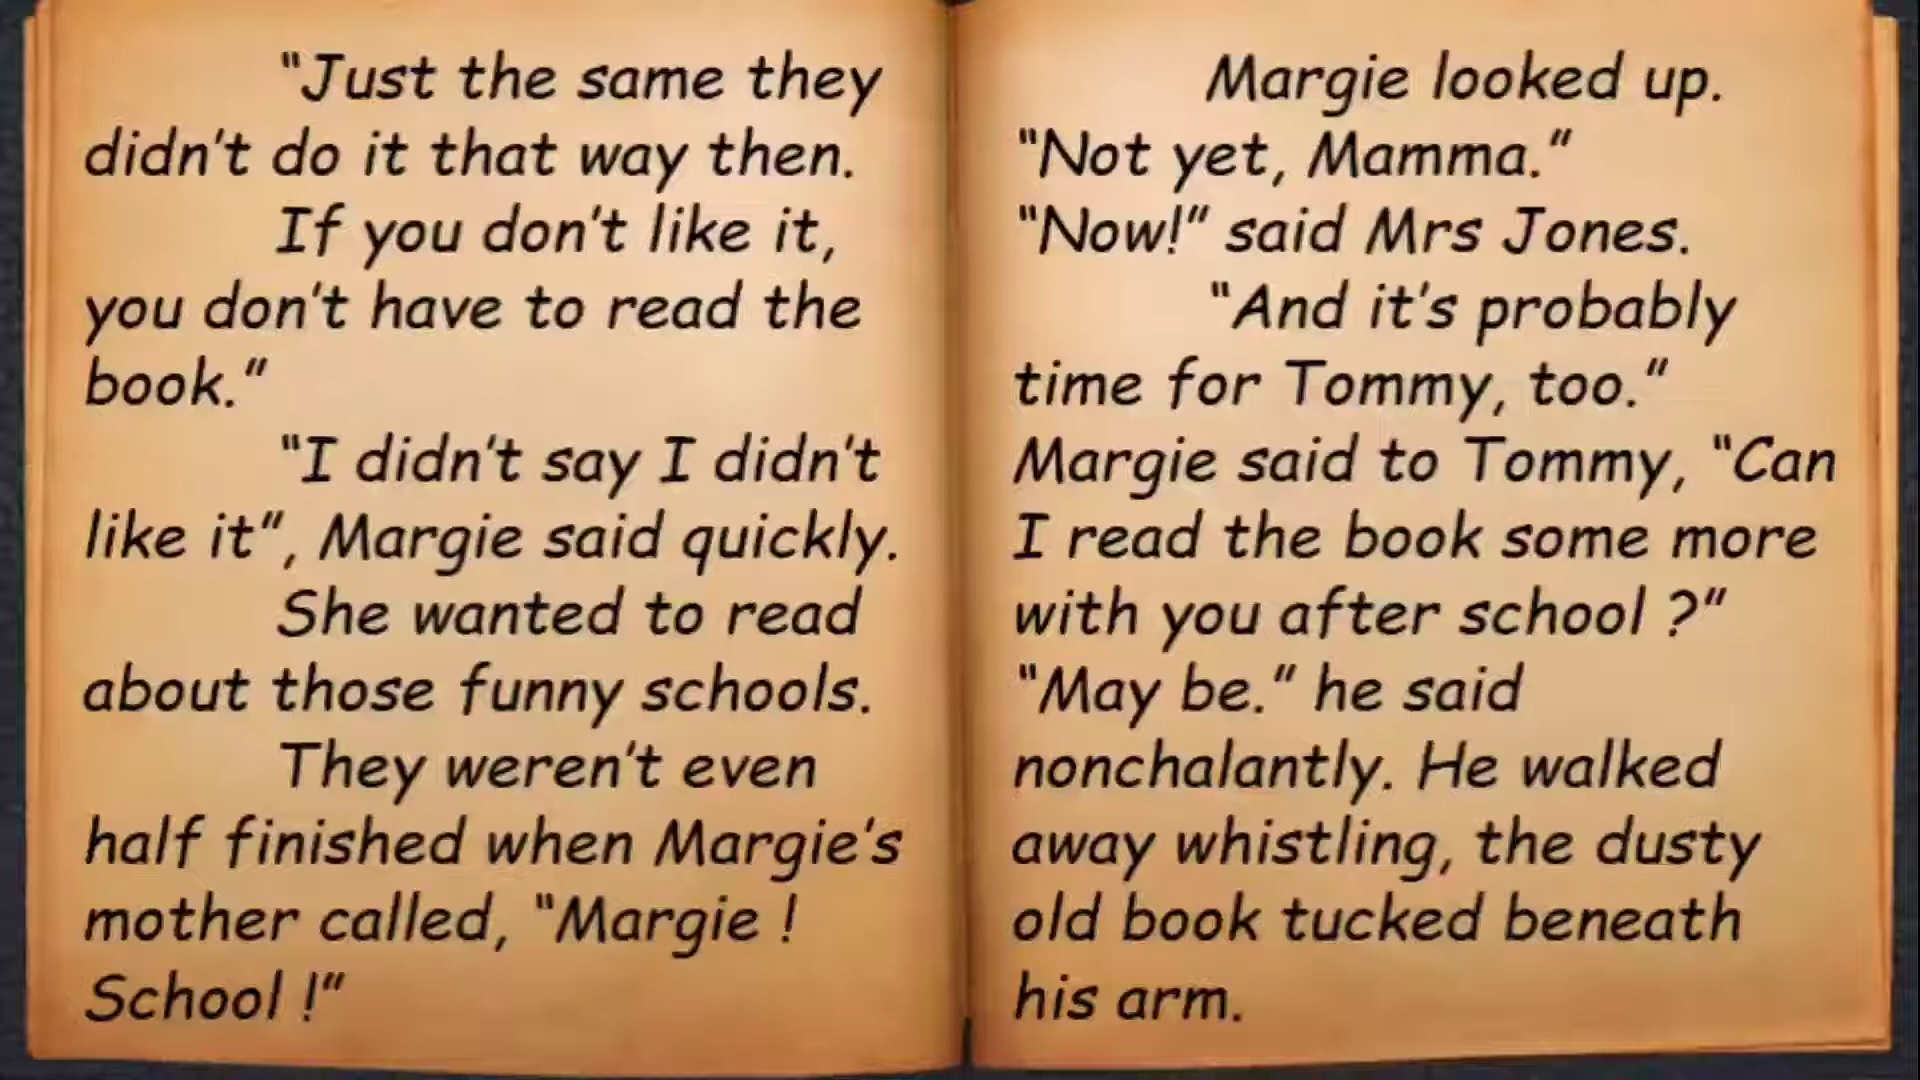 "Just the same they
didn't do it that way then.
If you don't like it,
you don't have to read the
book."
"I didn't say I didn't
like it", Margie said quickly.
She wanted to read
about those funny schools.
They weren't even
half finished when Margie's
mother called, "Margie !
School !"
Margie looked up.
"Not yet, Mamma."
"Now!" said Mrs Jones.
"And it's probably
time for Tommy, too."
Margie said to Tommy, "Can
I read the book some more
with you after school ?"
"May be." he said
nonchalantly. He walked
away whistling, the dusty
old book tucked beneath
his arm.